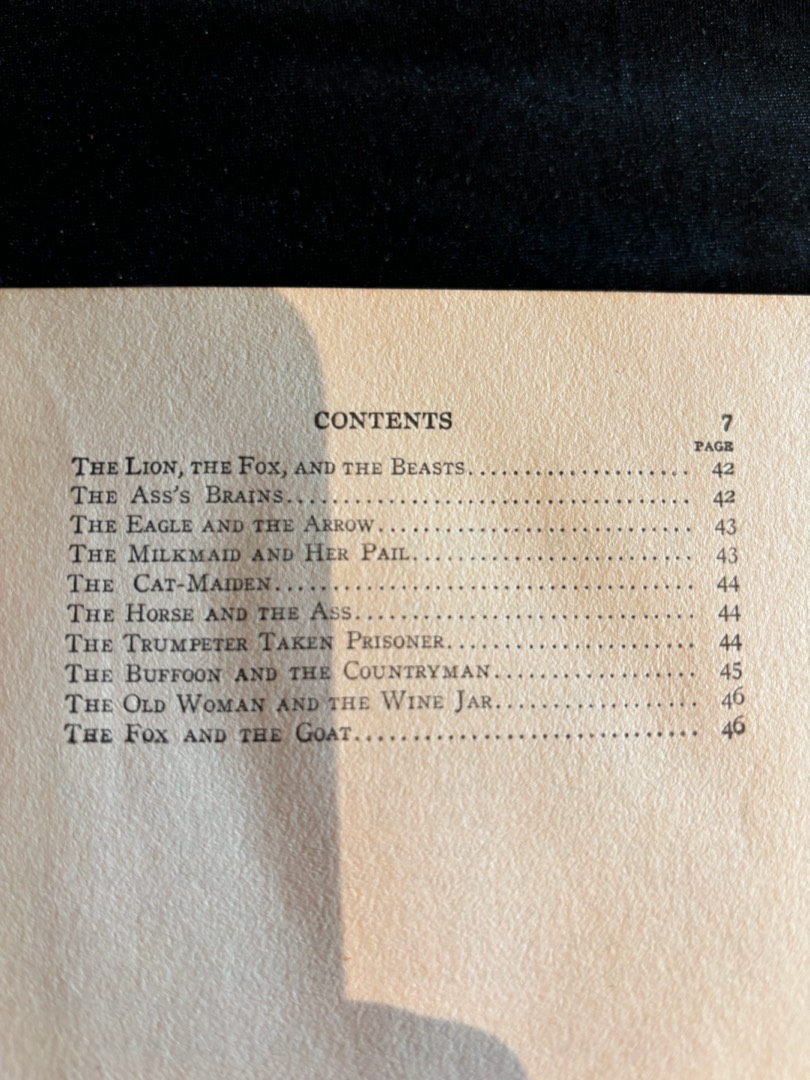 CONTENTS 7
PAGE
THE LION, THE FOX, AND THE BEASTS.................... 42
THE ASS'S BRAINS.................................... 42
THE EAGLE AND THE ARROW............................ 43
THE MILKMAID AND HER PAIL......................... 43
THE CAT-MAIDEN..................................... 44
THE HORSE AND THE ASS.............................. 44
THE TRUMPETER TAKEN PRISONER...................... 44
THE BUFFOON AND THE COUNTRYMAN.................. 45
THE OLD WOMAN AND THE WINE JAR.................. 46
THE FOX AND THE GOAT.............................. 46